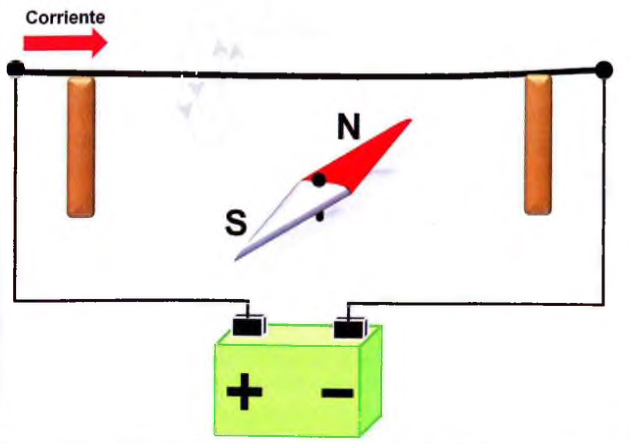 Corriente
N
S
+ −